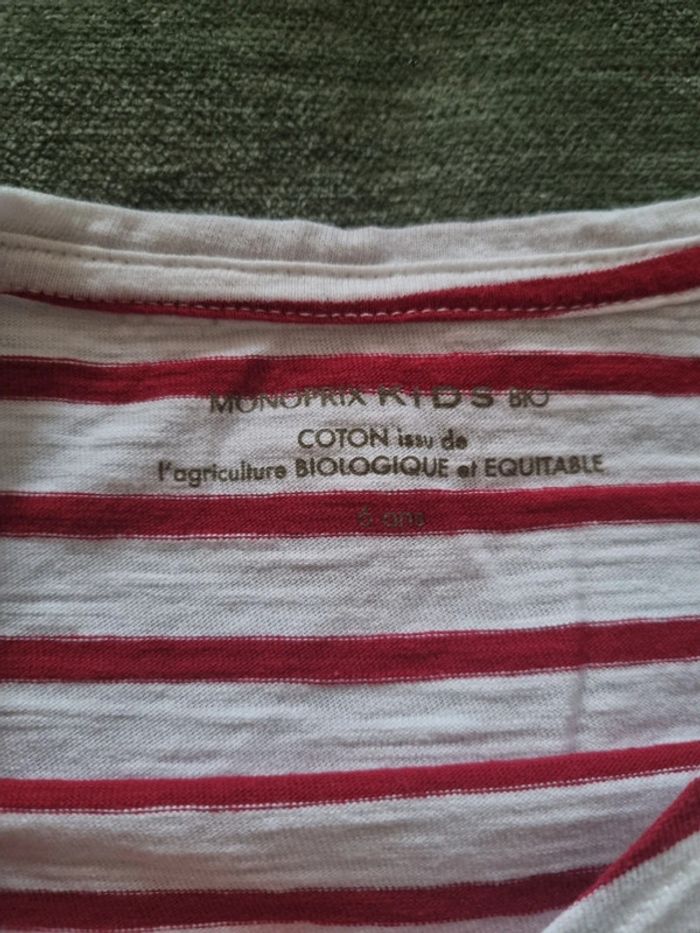 MONOPRIX KIDS BIO
COTON issu de
l'agriculture BIOLOGIQUE et EQUITABLE
6 ans